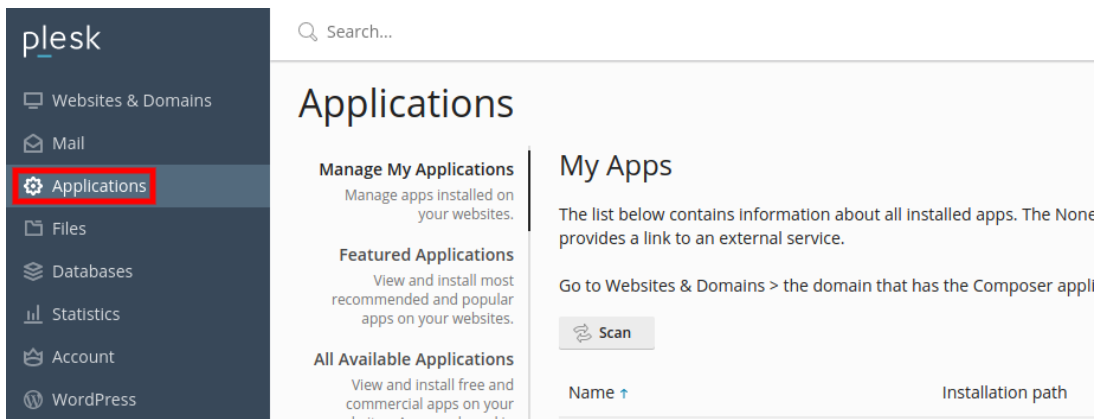 plesk
Search...
Websites & Domains
Mail
Applications
Files
Databases
Statistics
Account
WordPress
Applications
Manage My Applications
Manage apps installed on
your websites.
Featured Applications
View and install most
recommended and popular
apps on your websites.
All Available Applications
View and install free and
commercial apps on your
My Apps
The list below contains information about all installed apps. The None
provides a link to an external service.
Go to Websites & Domains > the domain that has the Composer appli
Scan
Name ↑
Installation path